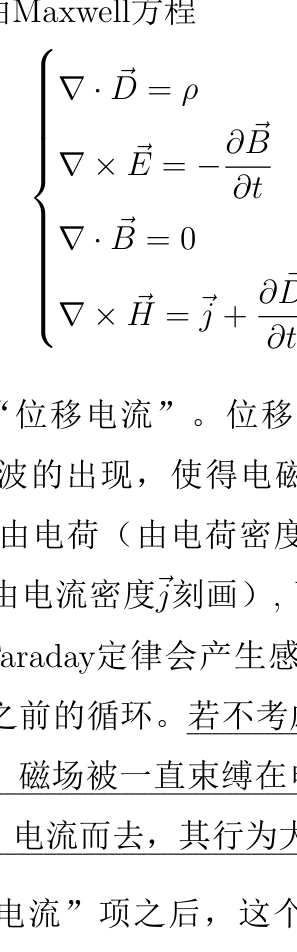 由Maxwell方程
∇ · D⃗ = ρ
∇ × E⃗ = −∂B⃗/∂t
∇ · B⃗ = 0
∇ × H⃗ = j⃗ + ∂D⃗/∂t
“位移电流”。位移
波的出现，使得电磁
由电荷（由电荷密度
由电流密度j⃗刻画），
araday定律会产生感
之前的循环。若不考虑
磁场被一直束缚在电
电流而去，其行为大
电流”项之后，这个